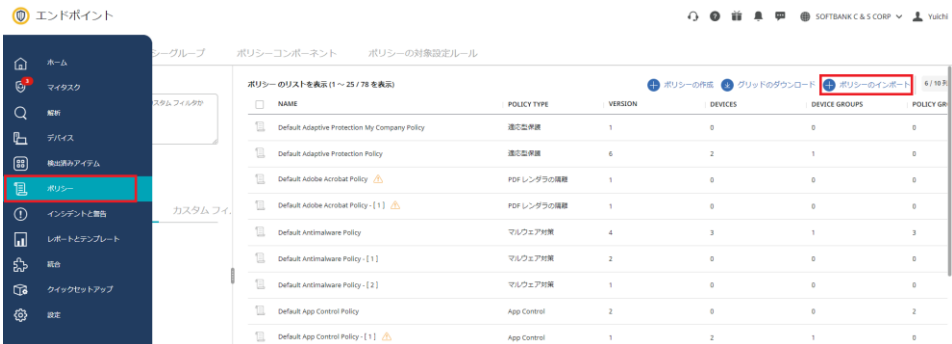 エンドポイント
SOFTBANK C & S CORP
Yuichi
シーグループ ポリシーコンポーネント ポリシーの対象設定ルール
ホーム
3
マイタスク
解析
デバイス
検出済みアイテム
ポリシー
インシデントと警告
レポートとテンプレート
統合
クイックセットアップ
設定
スタム フィルタか
カスタム フィ.
ポリシー のリストを表示 (1 ~ 25 / 78 を表示)
ポリシーの作成 グリッドのダウンロード ポリシーのインポート 6 / 10 列
NAME POLICY TYPE VERSION DEVICES DEVICE GROUPS POLICY GR
Default Adaptive Protection My Company Policy 適応型保護 1 0 0 0
Default Adaptive Protection Policy 適応型保護 6 2 1 0
Default Adobe Acrobat Policy PDF レンダラの隔離 1 0 0 0
Default Adobe Acrobat Policy - [ 1 ] PDF レンダラの隔離 1 0 0 0
Default Antimalware Policy マルウェア対策 4 3 1 3
Default Antimalware Policy - [ 1 ] マルウェア対策 2 0 0 0
Default Antimalware Policy - [ 2 ] マルウェア対策 1 0 0 0
Default App Control Policy App Control 2 0 0 2
Default App Control Policy - [ 1 ] App Control 1 2 1 0